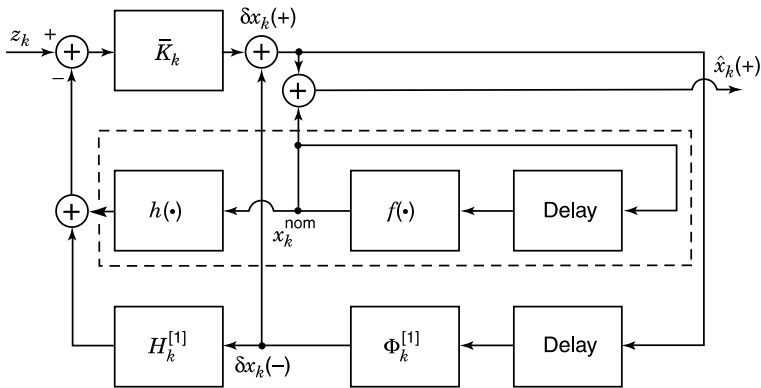 δx_k(+)
z_k + + K̄_k +
−
+ x̂_k(+)
+ h(•) x_k^nom f(•) Delay
H_k^[1] δx_k(−) Φ_k^[1] Delay